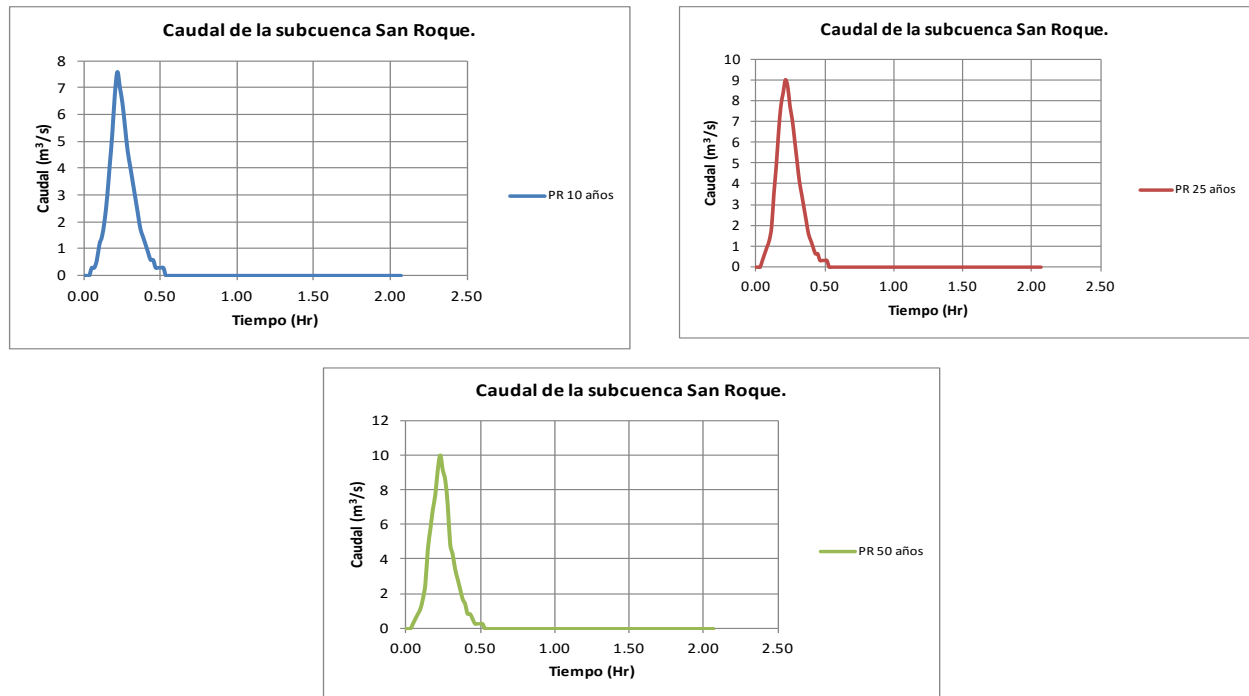 Caudal de la subcuenca San Roque.
8
7
6
5
4
3
2
1
0
Caudal (m³/s)
0.00 0.50 1.00 1.50 2.00 2.50
Tiempo (Hr)
PR 10 años
Caudal de la subcuenca San Roque.
10
9
8
7
6
5
4
3
2
1
0
Caudal (m³/s)
0.00 0.50 1.00 1.50 2.00 2.50
Tiempo (Hr)
PR 25 años
Caudal de la subcuenca San Roque.
12
10
8
6
4
2
0
Caudal (m³/s)
0.00 0.50 1.00 1.50 2.00 2.50
Tiempo (Hr)
PR 50 años